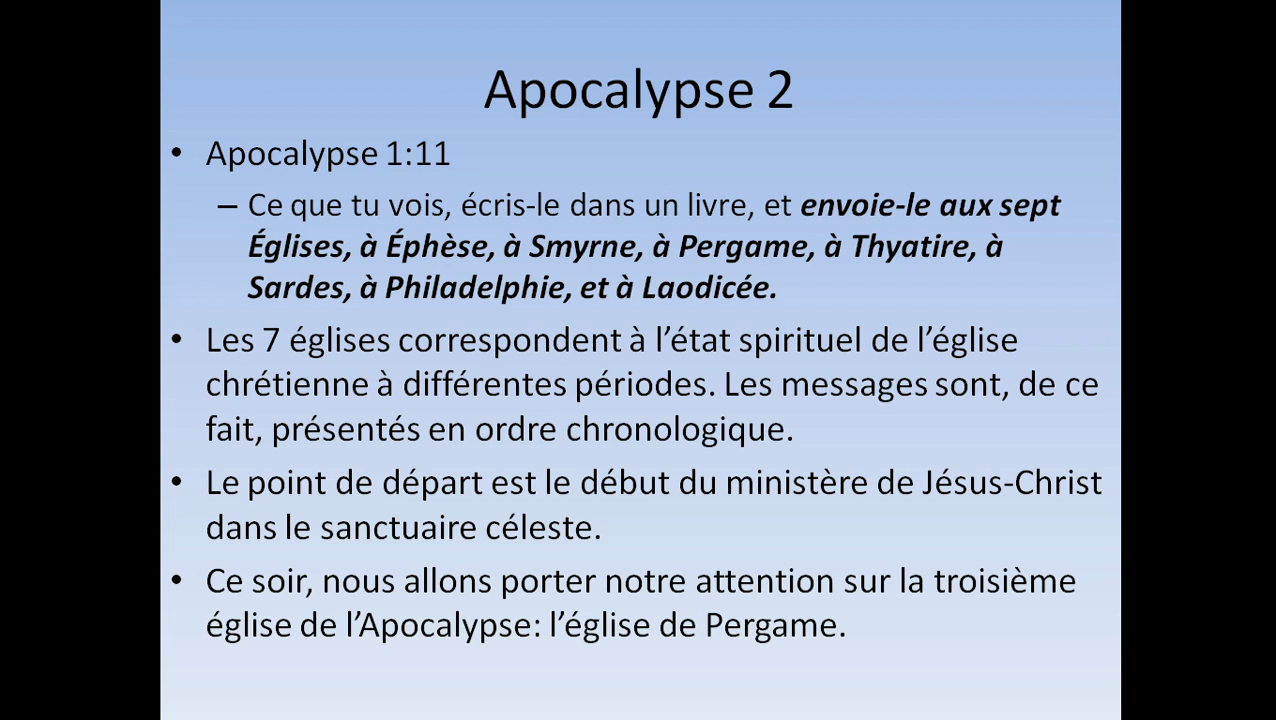 Apocalypse 2
• Apocalypse 1:11
– Ce que tu vois, écris-le dans un livre, et envoie-le aux sept
Églises, à Éphèse, à Smyrne, à Pergame, à Thyatire, à
Sardes, à Philadelphie, et à Laodicée.
• Les 7 églises correspondent à l’état spirituel de l’église
chrétienne à différentes périodes. Les messages sont, de ce
fait, présentés en ordre chronologique.
• Le point de départ est le début du ministère de Jésus-Christ
dans le sanctuaire céleste.
• Ce soir, nous allons porter notre attention sur la troisième
église de l’Apocalypse: l’église de Pergame.